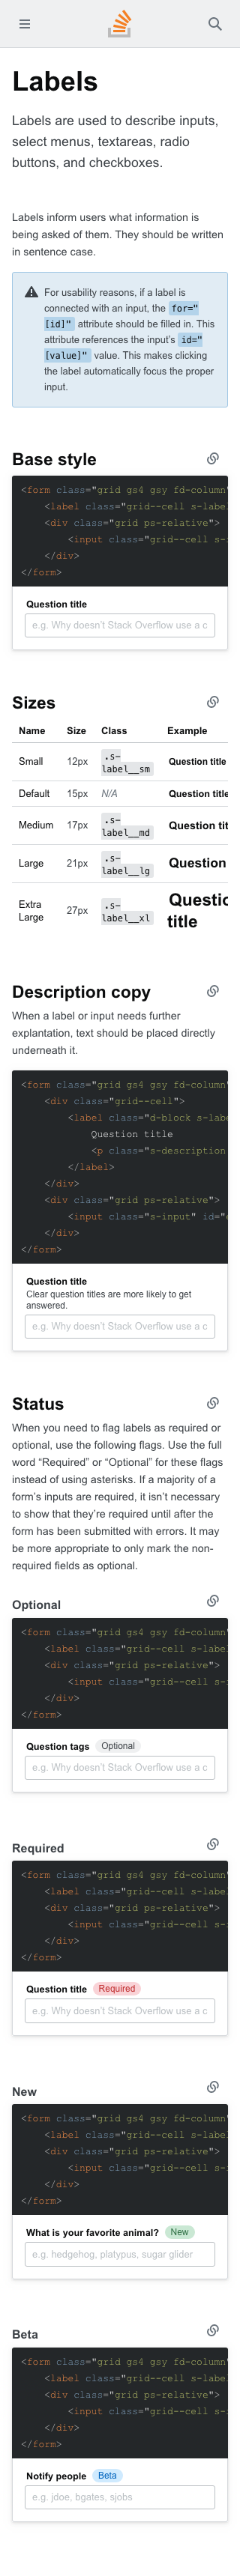 Labels
Labels are used to describe inputs,
select menus, textareas, radio
buttons, and checkboxes.
Labels inform users what information is
being asked of them. They should be written
in sentence case.
For usability reasons, if a label is
connected with an input, the for="
[id]" attribute should be filled in. This
attribute references the input's id="
[value]" value. This makes clicking
the label automatically focus the proper
input.
Base style
<form class="grid gs4 gsy fd-column"
<label class="grid--cell s-labe
<div class="grid ps-relative">
<input class="grid--cell s-
</div>
</form>
Question title
e.g. Why doesn't Stack Overflow use a c
Sizes
Name Size Class Example
Small 12px .s-label__sm Question title
Default 15px N/A Question title
Medium 17px .s-label__md Question tit
Large 21px .s-label__lg Question
Extra Large 27px .s-label__xl Questio title
Description copy
When a label or input needs further
explantation, text should be placed directly
underneath it.
<form class="grid gs4 gsy fd-column"
<div class="grid--cell">
<label class="d-block s-labe
Question title
<p class="s-description
</label>
</div>
<div class="grid ps-relative">
<input class="s-input" id="
</div>
</form>
Question title
Clear question titles are more likely to get
answered.
e.g. Why doesn't Stack Overflow use a c
Status
When you need to flag labels as required or
optional, use the following flags. Use the full
word “Required” or “Optional” for these flags
instead of using asterisks. If a majority of a
form's inputs are required, it isn't necessary
to show that they're required until after the
form has been submitted with errors. It may
be more appropriate to only mark the non-
required fields as optional.
Optional
<form class="grid gs4 gsy fd-column"
<label class="grid--cell s-labe
<div class="grid ps-relative">
<input class="grid--cell s-
</div>
</form>
Question tags Optional
e.g. Why doesn't Stack Overflow use a c
Required
<form class="grid gs4 gsy fd-column"
<label class="grid--cell s-label
<div class="grid ps-relative">
<input class="grid--cell s-
</div>
</form>
Question title Required
e.g. Why doesn't Stack Overflow use a c
New
<form class="grid gs4 gsy fd-column"
<label class="grid--cell s-labe
<div class="grid ps-relative">
<input class="grid--cell s-
</div>
</form>
What is your favorite animal? New
e.g. hedgehog, platypus, sugar glider
Beta
<form class="grid gs4 gsy fd-column"
<label class="grid--cell s-labe
<div class="grid ps-relative">
<input class="grid--cell s-
</div>
</form>
Notify people Beta
e.g. jdoe, bgates, sjobs